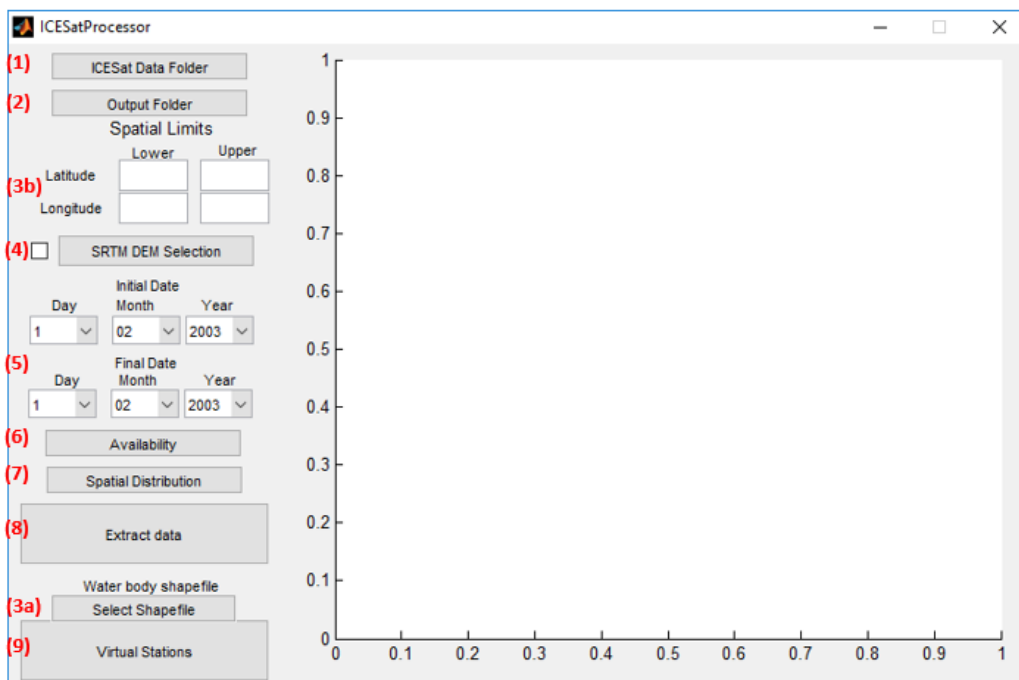 ICESatProcessor
(1) ICESat Data Folder
(2) Output Folder
Spatial Limits
Lower Upper
Latitude
(3b)
Longitude
(4) SRTM DEM Selection
Initial Date
Day Month Year
1 02 2003
(5)
Final Date
Day Month Year
1 02 2003
(6) Availability
(7) Spatial Distribution
(8) Extract data
Water body shapefile
(3a) Select Shapefile
(9) Virtual Stations
1
0.9
0.8
0.7
0.6
0.5
0.4
0.3
0.2
0.1
0
0 0.1 0.2 0.3 0.4 0.5 0.6 0.7 0.8 0.9 1